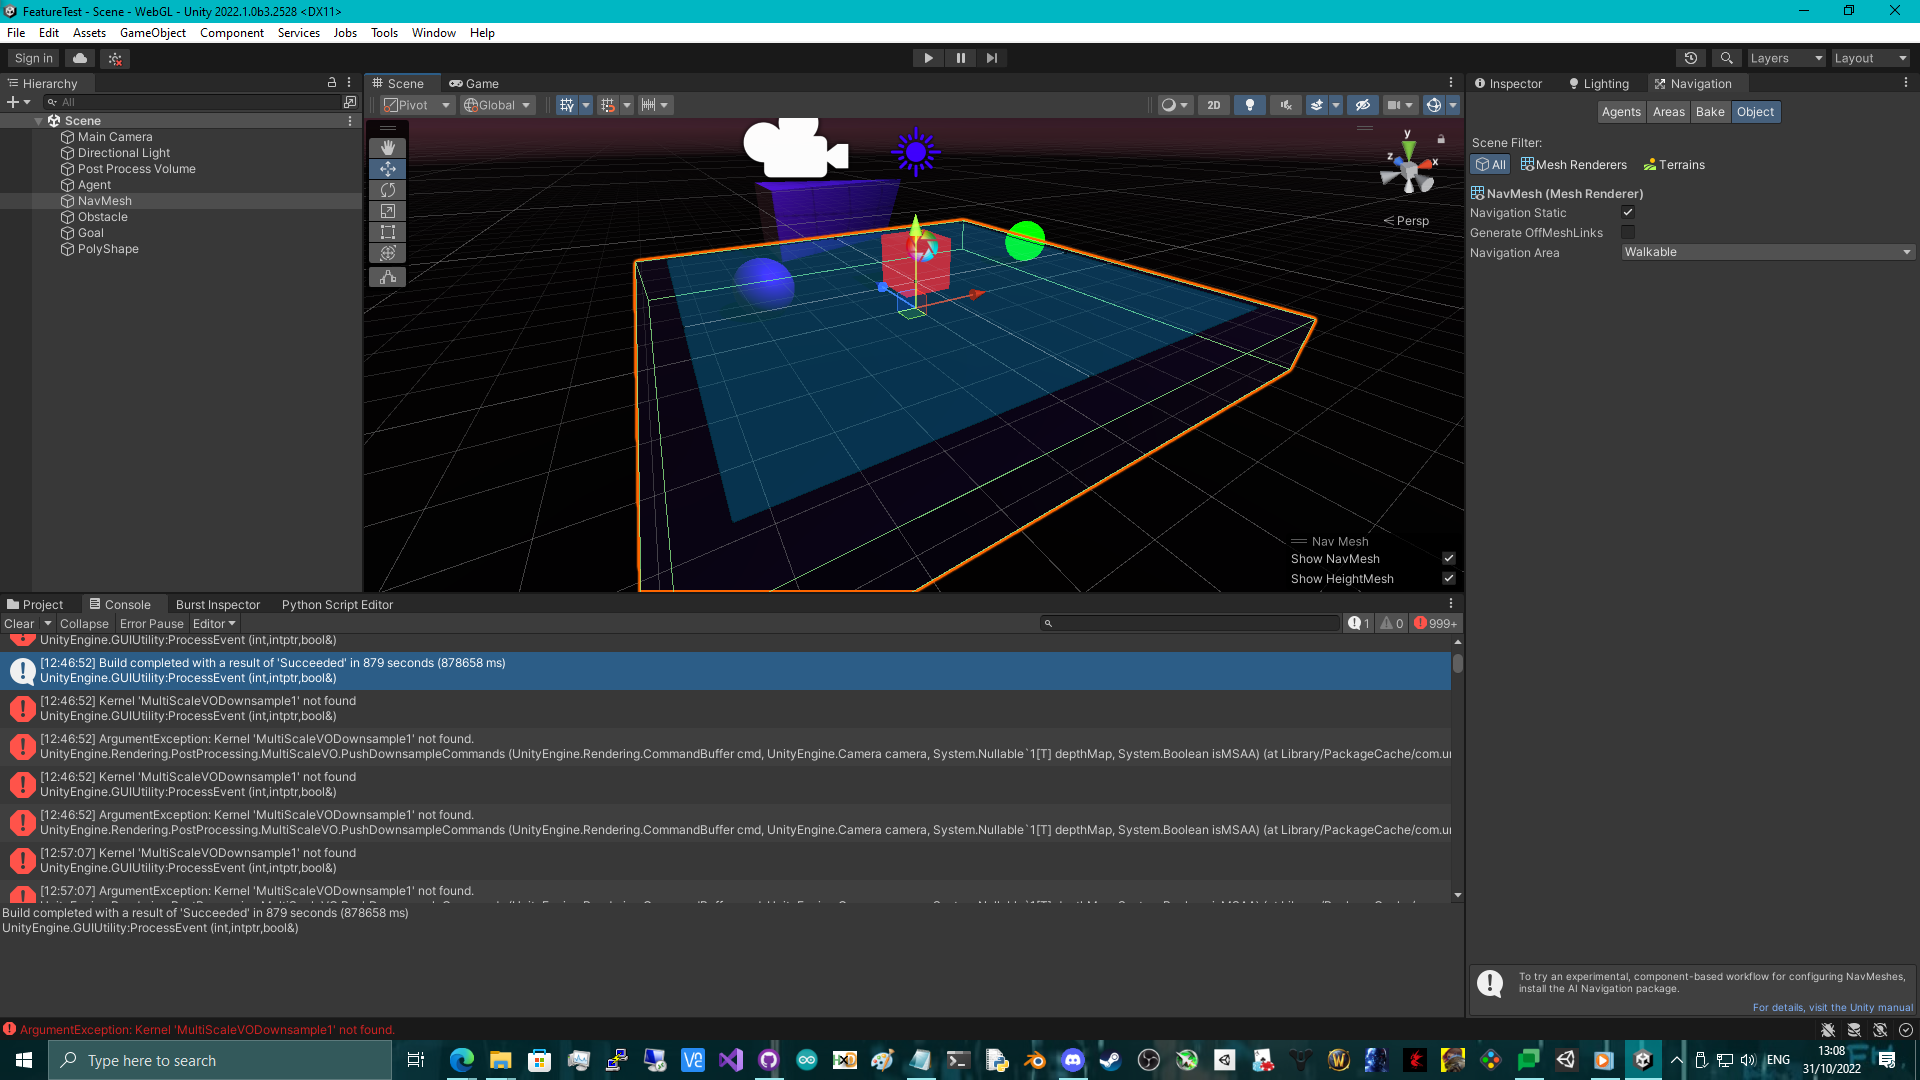 FeatureTest - Scene - WebGL - Unity 2022.1.0b3.2528 <DX11>
File Edit Assets GameObject Component Services Jobs Tools Window Help
Sign in
Layers
Layout
Hierarchy
All
Scene
Main Camera
Directional Light
Post Process Volume
Agent
NavMesh
Obstacle
Goal
PolyShape
Scene Game
Pivot Global
2D
y
z
x
Persp
Nav Mesh
Show NavMesh
Show HeightMesh
Inspector Lighting Navigation
Agents Areas Bake Object
Scene Filter:
All Mesh Renderers Terrains
NavMesh (Mesh Renderer)
Navigation Static
Generate OffMeshLinks
Navigation Area Walkable
Project Console Burst Inspector Python Script Editor
Clear Collapse Error Pause Editor
1 0 999+
UnityEngine.GUIUtility:ProcessEvent (int,intptr,bool&)
[12:46:52] Build completed with a result of 'Succeeded' in 879 seconds (878658 ms)
UnityEngine.GUIUtility:ProcessEvent (int,intptr,bool&)
[12:46:52] Kernel 'MultiScaleVODownsample1' not found
UnityEngine.GUIUtility:ProcessEvent (int,intptr,bool&)
[12:46:52] ArgumentException: Kernel 'MultiScaleVODownsample1' not found.
UnityEngine.Rendering.PostProcessing.MultiScaleVO.PushDownsampleCommands (UnityEngine.Rendering.CommandBuffer cmd, UnityEngine.Camera camera, System.Nullable`1[T] depthMap, System.Boolean isMSAA) (at Library/PackageCache/com.u
[12:46:52] Kernel 'MultiScaleVODownsample1' not found
UnityEngine.GUIUtility:ProcessEvent (int,intptr,bool&)
[12:46:52] ArgumentException: Kernel 'MultiScaleVODownsample1' not found.
UnityEngine.Rendering.PostProcessing.MultiScaleVO.PushDownsampleCommands (UnityEngine.Rendering.CommandBuffer cmd, UnityEngine.Camera camera, System.Nullable`1[T] depthMap, System.Boolean isMSAA) (at Library/PackageCache/com.u
[12:57:07] Kernel 'MultiScaleVODownsample1' not found
UnityEngine.GUIUtility:ProcessEvent (int,intptr,bool&)
[12:57:07] ArgumentException: Kernel 'MultiScaleVODownsample1' not found.
Build completed with a result of 'Succeeded' in 879 seconds (878658 ms)
UnityEngine.GUIUtility:ProcessEvent (int,intptr,bool&)
To try an experimental, component-based workflow for configuring NavMeshes,
install the AI Navigation package.
For details, visit the Unity manual
ArgumentException: Kernel 'MultiScaleVODownsample1' not found.
Type here to search
ENG
13:08
31/10/2022